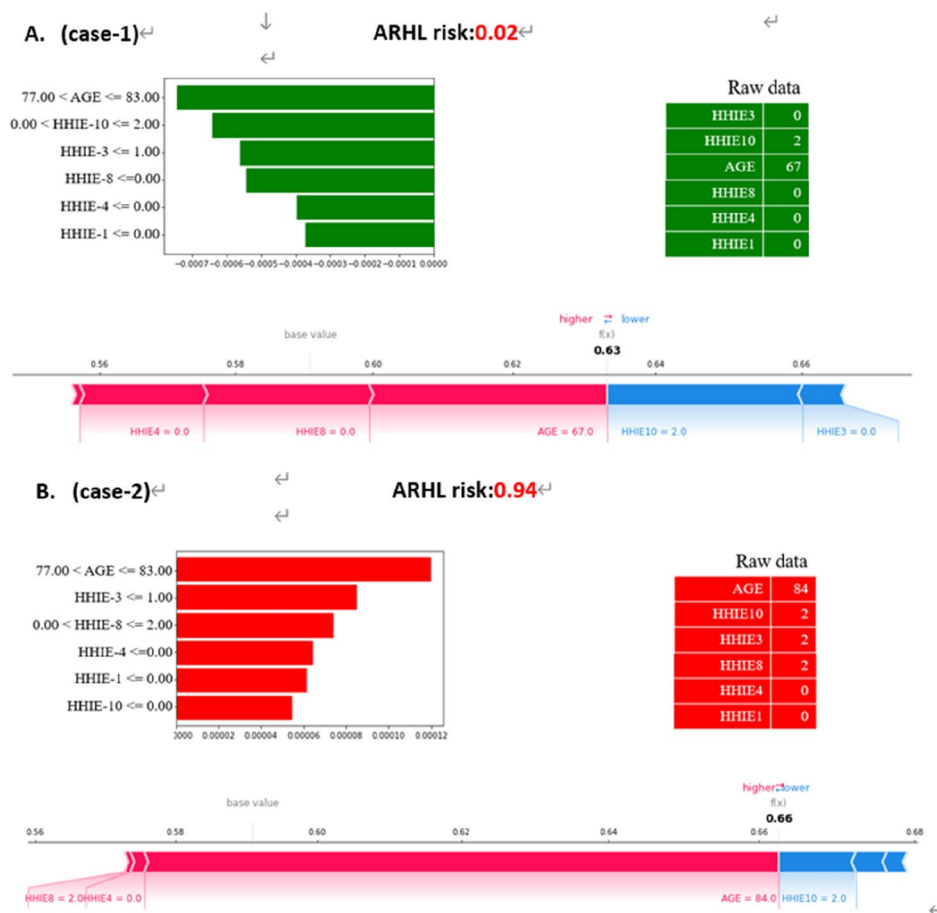 A. (case-1)↵ ↓ ARHL risk:0.02↵ ↵
↵
77.00 < AGE <= 83.00
0.00 < HHIE-10 <= 2.00
HHIE-3 <= 1.00
HHIE-8 <=0.00
HHIE-4 <= 0.00
HHIE-1 <= 0.00
−0.0007 −0.0006 −0.0005 −0.0004 −0.0003 −0.0002 −0.0001 0.0000
Raw data
HHIE3 0
HHIE10 2
AGE 67
HHIE8 0
HHIE4 0
HHIE1 0
higher ⇄ lower
base value f(x)
0.63
0.56 0.58 0.60 0.62 0.64 0.66
HHIE4 = 0.0 HHIE8 = 0.0 AGE = 67.0 HHIE10 = 2.0 HHIE3 = 0.0
B. (case-2)↵ ↵ ARHL risk:0.94↵
↵
77.00 < AGE <= 83.00
HHIE-3 <= 1.00
0.00 < HHIE-8 <= 2.00
HHIE-4 <=0.00
HHIE-1 <= 0.00
HHIE-10 <= 0.00
0.00002 0.00004 0.00006 0.00008 0.00010 0.00012
Raw data
AGE 84
HHIE10 2
HHIE3 2
HHIE8 2
HHIE4 0
HHIE1 0
higher⇄lower
base value f(x)
0.66
0.56 0.58 0.60 0.62 0.64 0.66 0.68
HHIE8 = 2.0 HHIE4 = 0.0 AGE = 84.0 HHIE10 = 2.0
↵